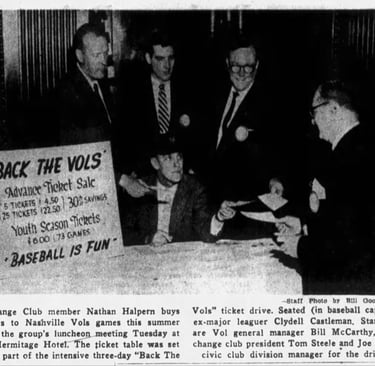 BACK THE VOLS'
Advance Ticket Sale
5 TICKETS $4.50
25 TICKETS $22.50
30% SAVINGS
Youth Season Tickets
$6.00 / 73 GAMES
"BASEBALL IS FUN"
—Staff Photo by Bill Goo
ange Club member Nathan Halpern buys
s to Nashville Vols games this summer
the group's luncheon meeting Tuesday at
ermitage Hotel. The ticket table was set
part of the intensive three-day "Back The
Vols" ticket drive. Seated (in baseball cap
ex-major leaguer Clydell Castleman. Stan
are Vol general manager Bill McCarthy,
change club president Tom Steele and Joe
civic club division manager for the dri